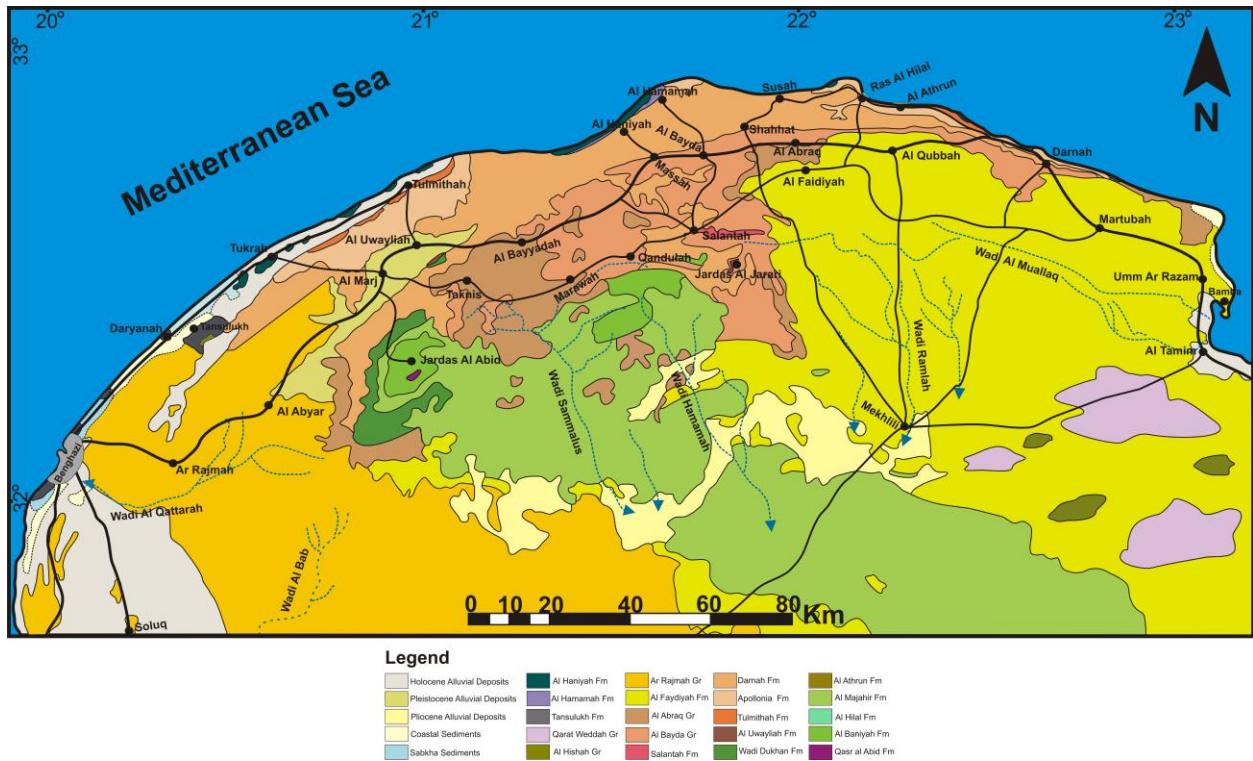 20°
21°
22°
23°
33°
32°
Mediterranean Sea
N
Al Hamamah
Susah
Ras Al Hilal
Al Athrun
Al Haniyah
Al Bayda
Shahhat
Massah
Al Abraq
Al Qubbah
Darnah
Al Faidiyah
Tulmithah
Martubah
Tukrah
Al Uwayliah
Al Bayyadah
Salantah
Qandulah
Jardas Al Jarari
Wadi Al Muallaq
Umm Ar Razam
Bamba
Al Marj
Taknis
Marawah
Daryanah
Tansulukh
Jardas Al Abid
Wadi Ramlah
Al Tamimi
Wadi Sammalus
Wadi Hamamah
Al Abyar
Mekhili
Benghazi
Ar Rajmah
Wadi Al Qattarah
Wadi Al Bab
Soluq
0 10 20 40 60 80 Km
Legend
Holocene Alluvial Deposits
Pleistocene Alluvial Deposits
Pliocene Alluvial Deposits
Coastal Sediments
Sabkha Sediments
Al Haniyah Fm
Al Hamamah Fm
Tansulukh Fm
Qarat Weddah Gr
Al Hishah Gr
Ar Rajmah Gr
Al Faydiyah Fm
Al Abraq Gr
Al Bayda Gr
Salantah Fm
Darnah Fm
Apollonia Fm
Tulmithah Fm
Al Uwayliah Fm
Wadi Dukhan Fm
Al Athrun Fm
Al Majahir Fm
Al Hilal Fm
Al Baniyah Fm
Qasr al Abid Fm